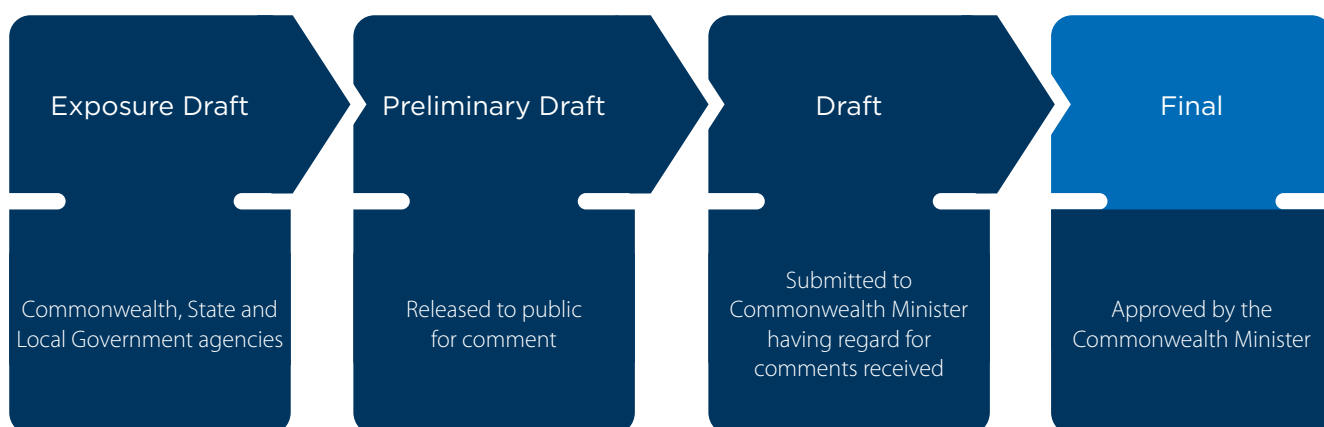 Exposure Draft
Commonwealth, State and
Local Government agencies
Preliminary Draft
Released to public
for comment
Draft
Submitted to
Commonwealth Minister
having regard for
comments received
Final
Approved by the
Commonwealth Minister